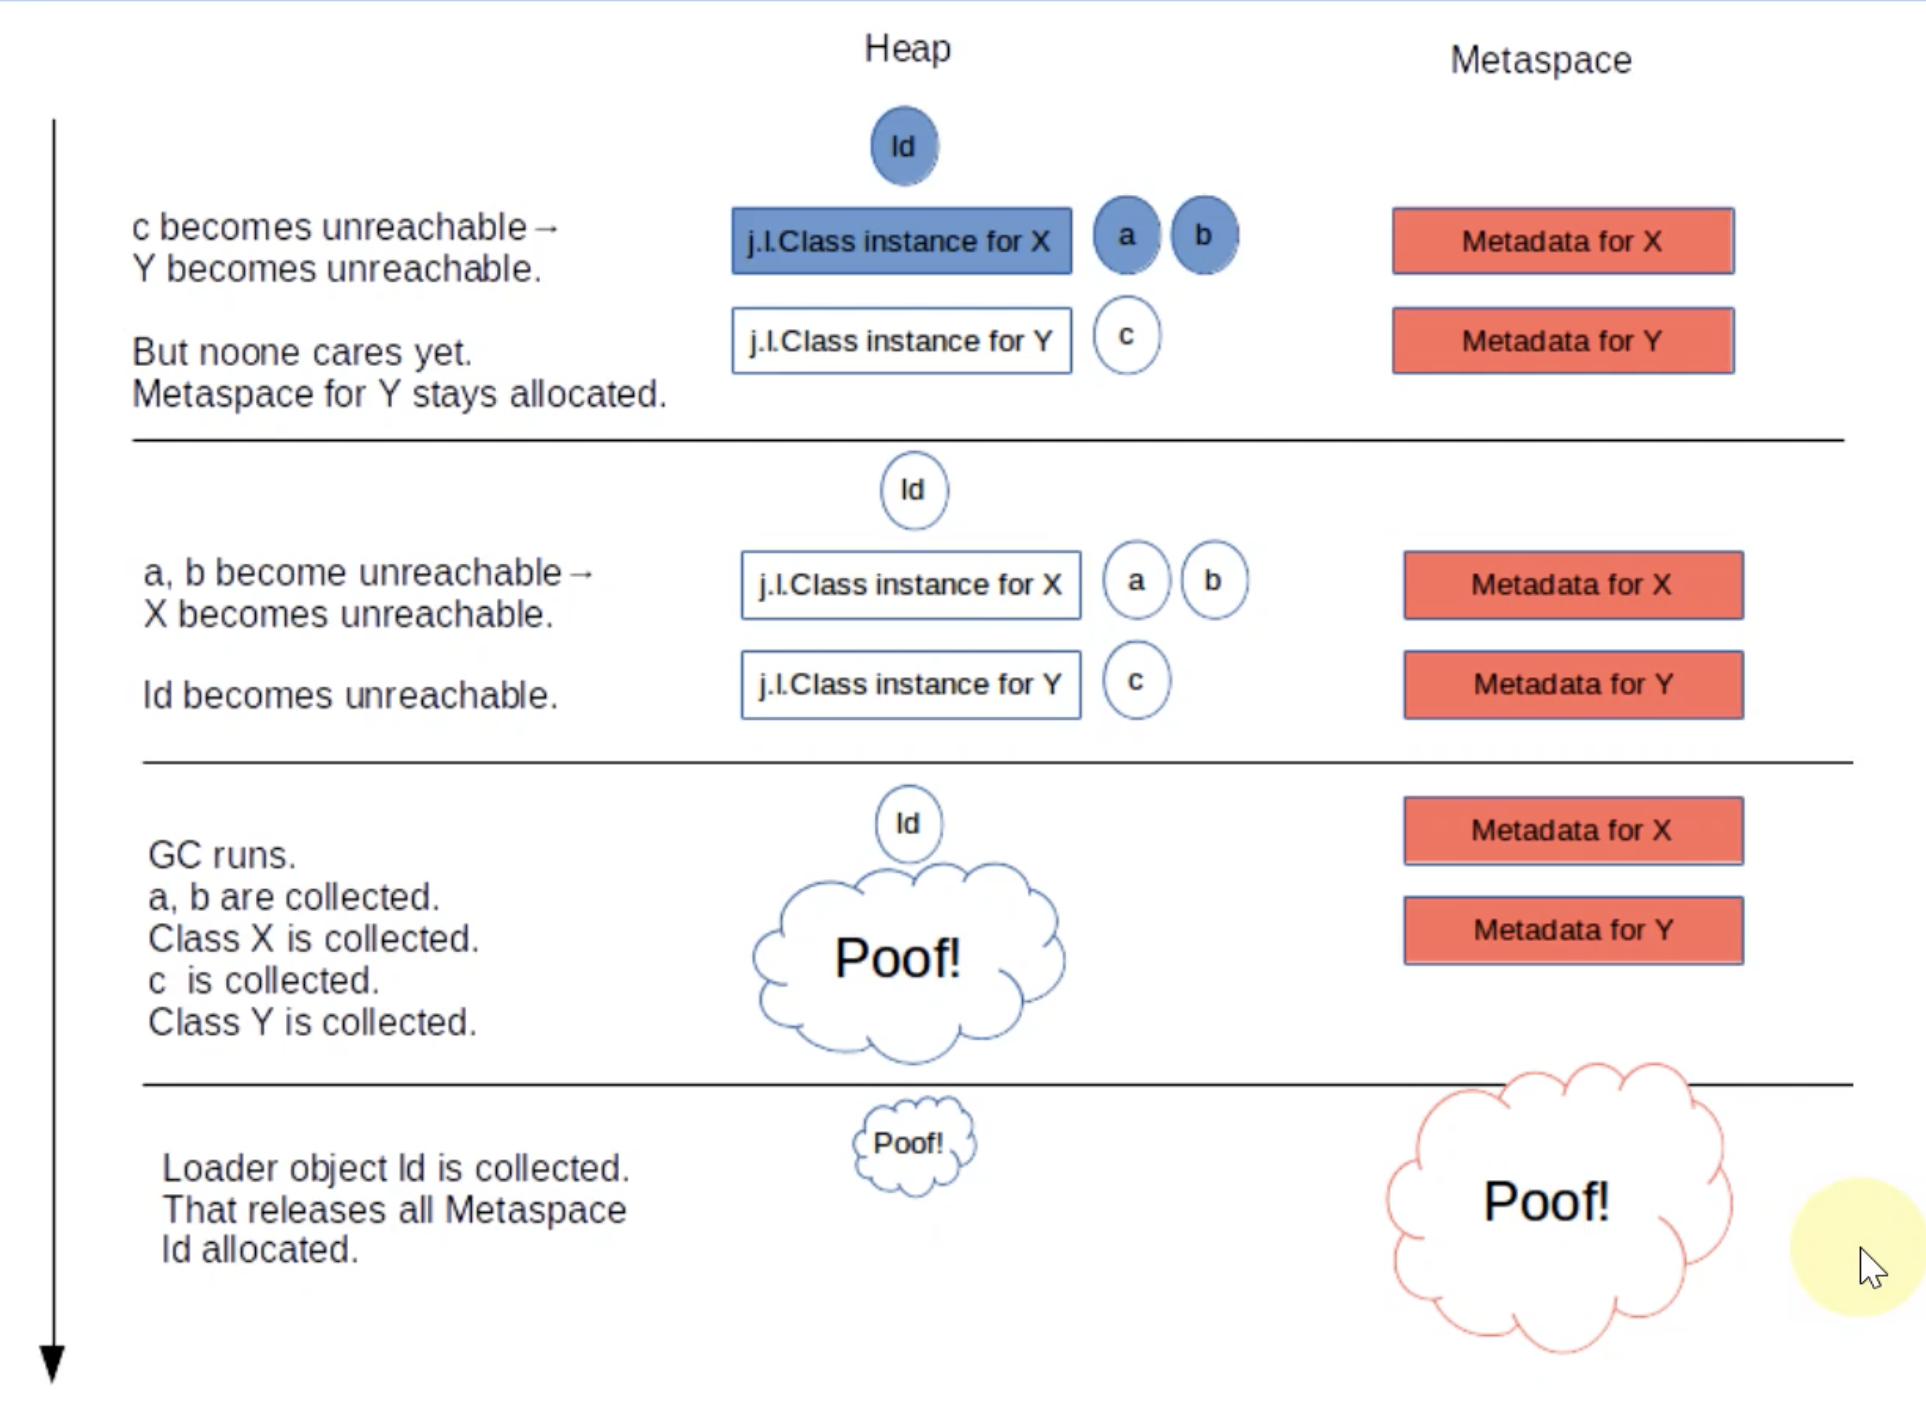 Heap
Metaspace
ld
c becomes unreachable→
Y becomes unreachable.
j.l.Class instance for X
a
b
Metadata for X
But noone cares yet.
Metaspace for Y stays allocated.
j.l.Class instance for Y
c
Metadata for Y
ld
a, b become unreachable→
X becomes unreachable.
j.l.Class instance for X
a
b
Metadata for X
ld becomes unreachable.
j.l.Class instance for Y
c
Metadata for Y
ld
GC runs.
a, b are collected.
Class X is collected.
c is collected.
Class Y is collected.
Poof!
Metadata for X
Metadata for Y
Loader object ld is collected.
That releases all Metaspace
ld allocated.
Poof!
Poof!